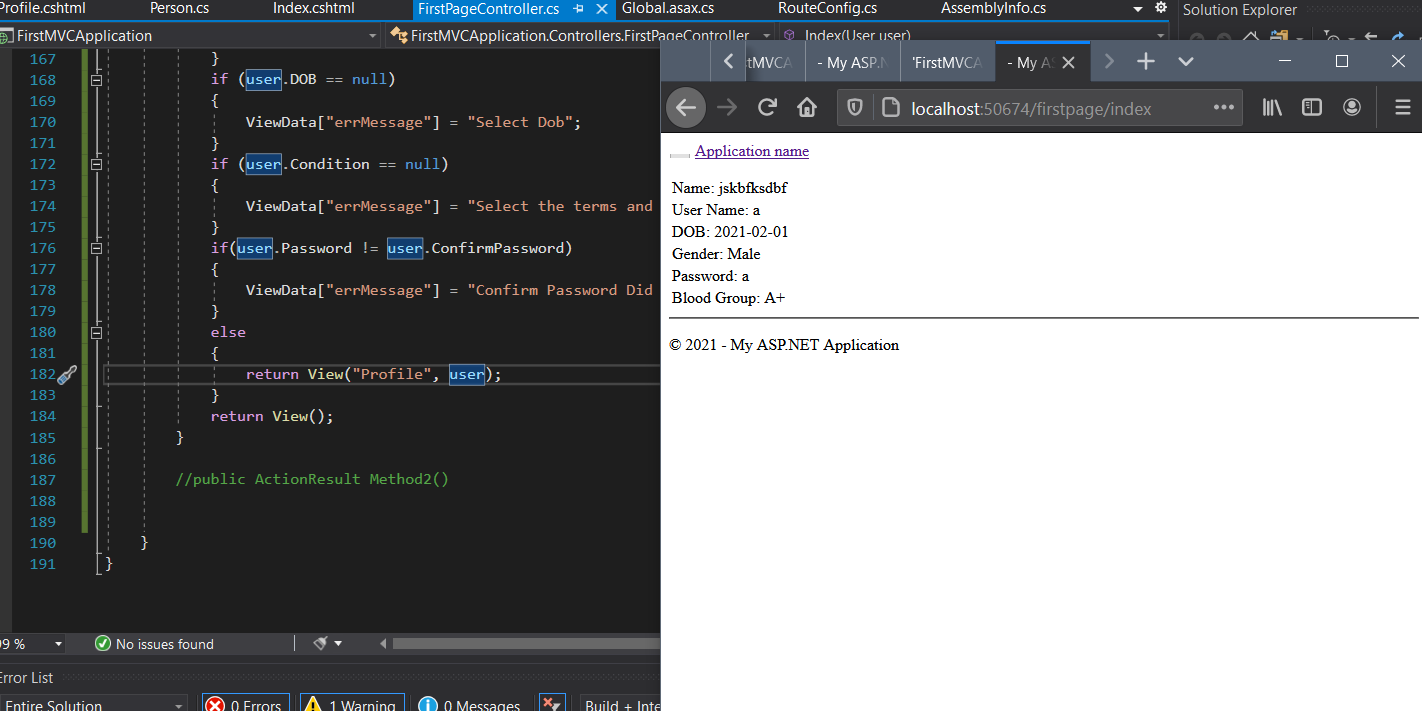 Profile.cshtml Person.cs Index.cshtml FirstPageController.cs Global.asax.cs RouteConfig.cs AssemblyInfo.cs Solution Explorer
FirstMVCApplication FirstMVCApplication.Controllers.FirstPageController Index(User user)
167 }
168 if (user.DOB == null)
169 {
170 ViewData["errMessage"] = "Select Dob";
171 }
172 if (user.Condition == null)
173 {
174 ViewData["errMessage"] = "Select the terms and
175 }
176 if(user.Password != user.ConfirmPassword)
177 {
178 ViewData["errMessage"] = "Confirm Password Did
179 }
180 else
181 {
182 return View("Profile", user);
183 }
184 return View();
185 }
186
187 //public ActionResult Method2()
188
189
190 }
191 }
99 % No issues found
Error List
Entire Solution 0 Errors 1 Warning 0 Messages Build + Inte
tMVCA - My ASP.N 'FirstMVCA - My AS
localhost:50674/firstpage/index
Application name
Name: jskbfksdbf
User Name: a
DOB: 2021-02-01
Gender: Male
Password: a
Blood Group: A+
© 2021 - My ASP.NET Application